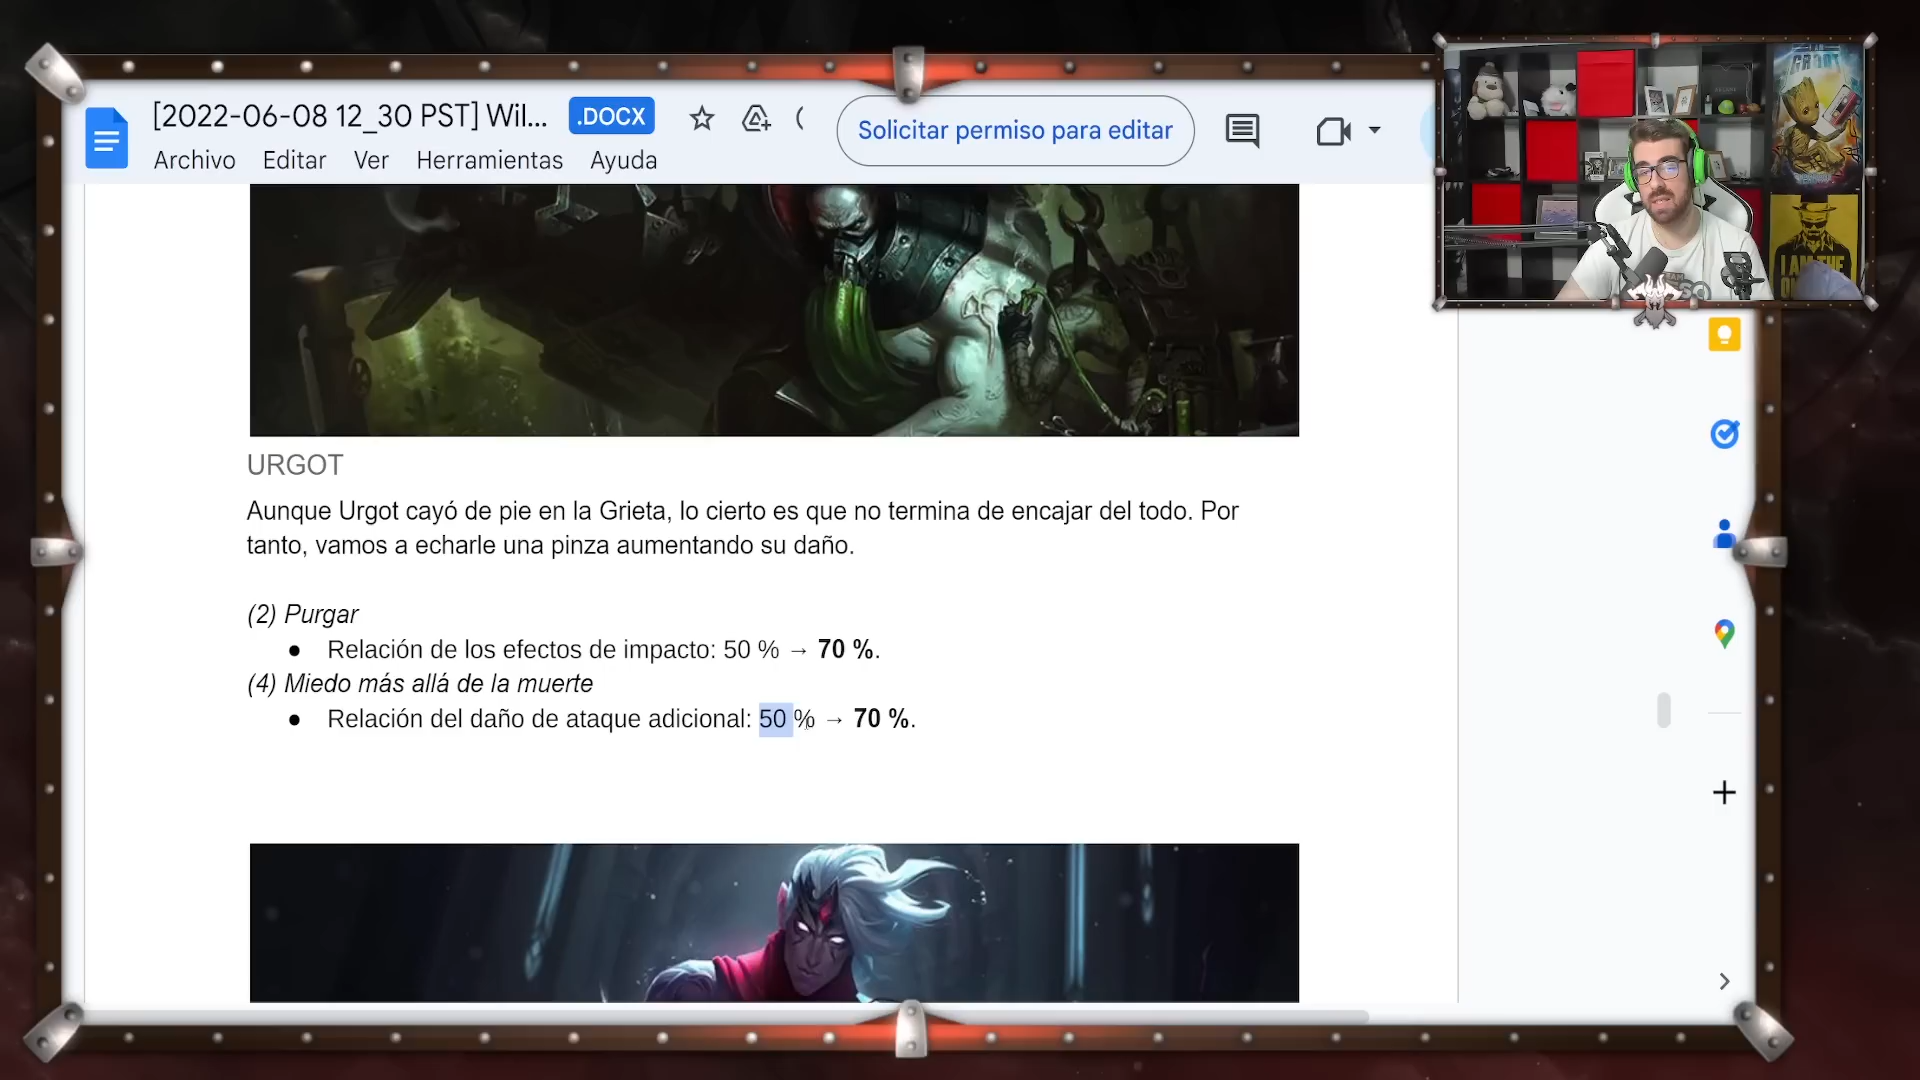 [2022-06-08 12_30 PST] Wil...
.DOCX
Solicitar permiso para editar
Archivo Editar Ver Herramientas Ayuda
GROOT
I AM THE
URGOT
Aunque Urgot cayó de pie en la Grieta, lo cierto es que no termina de encajar del todo. Por
tanto, vamos a echarle una pinza aumentando su daño.
(2) Purgar
● Relación de los efectos de impacto: 50 % → 70 %.
(4) Miedo más allá de la muerte
● Relación del daño de ataque adicional: 50 % → 70 %.